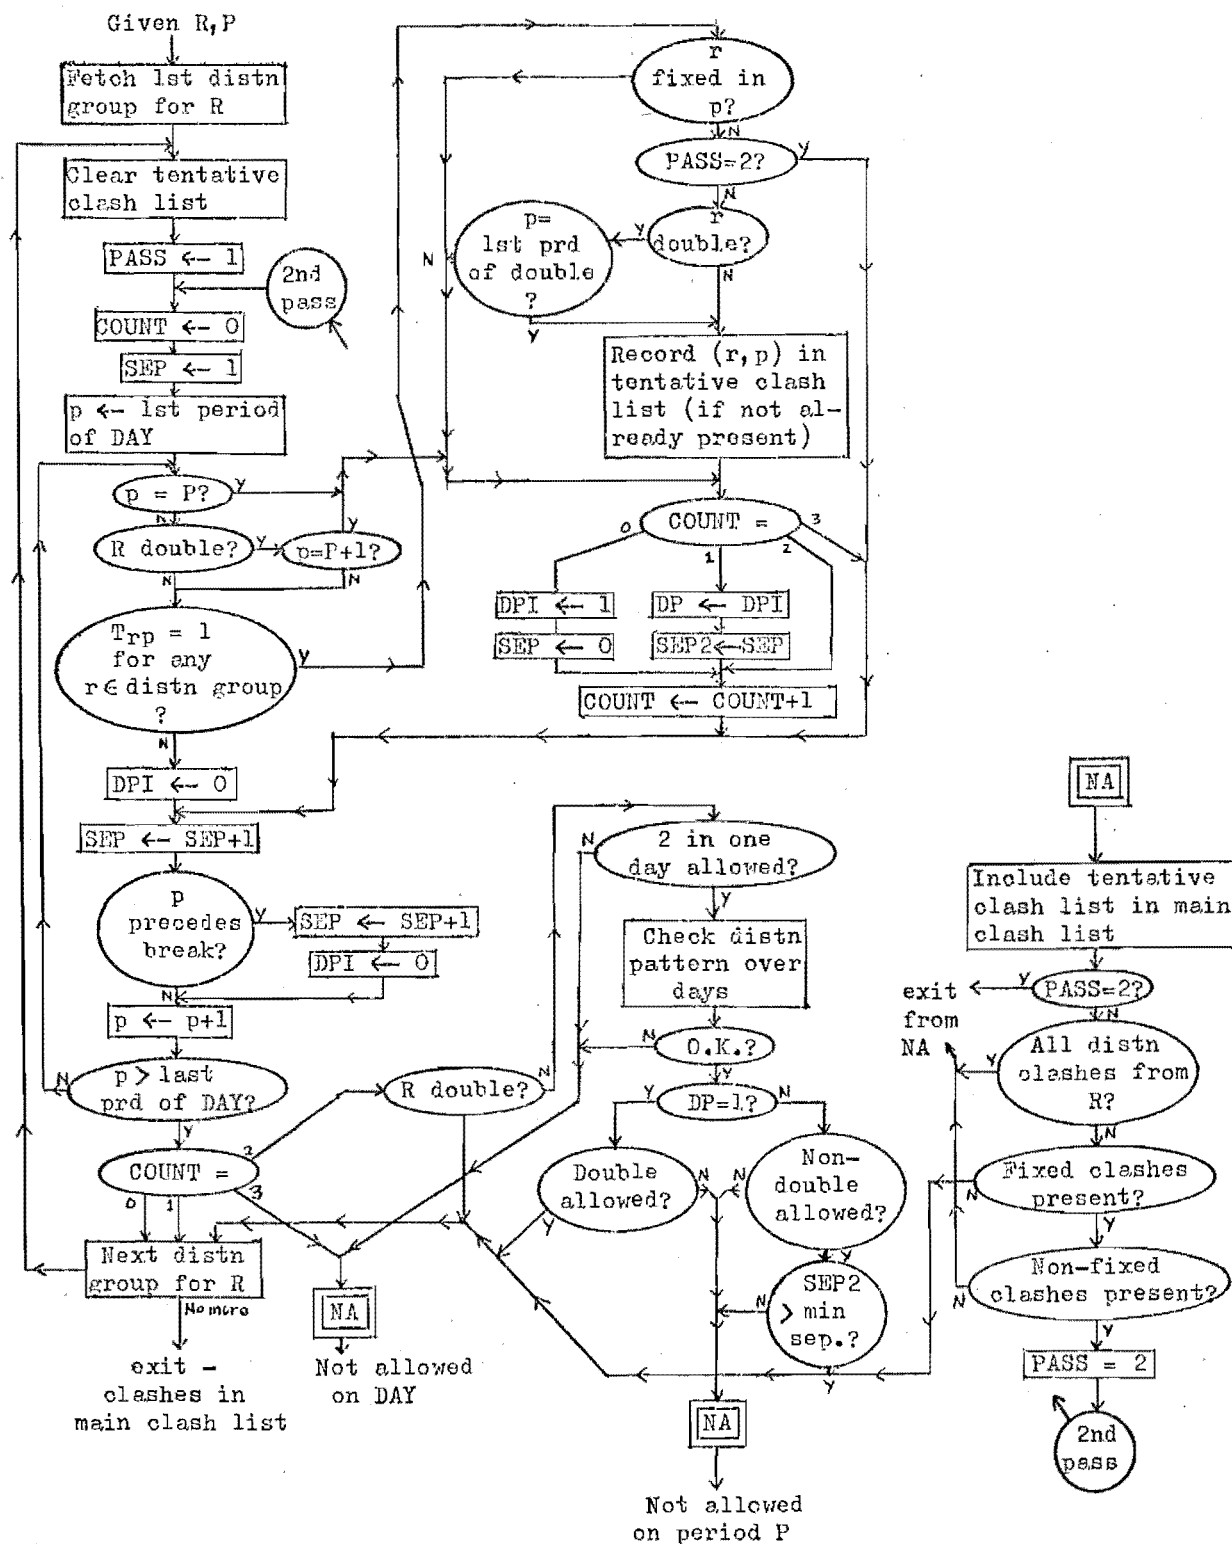 Given R,P
Fetch 1st distn
group for R
Clear tentative
clash list
PASS ← 1
2nd
pass
COUNT ← 0
SEP ← 1
p ← 1st period
of DAY
p = P?
Y
N
R double?
Y
N
p=P+1?
Y
N
Trp = 1
for any
r∈distn group
?
Y
N
DPI ← 0
SEP ← SEP+1
p
precedes
break?
Y
N
SEP ← SEP+1
DPI ← 0
p ← p+1
p > last
prd of DAY?
N
Y
COUNT =
0
1
2
3
Next distn
group for R
No more
exit -
clashes in
main clash list
NA
Not allowed
on DAY
R double?
N
r
fixed in
p?
N
PASS=2?
Y
N
r
double?
Y
N
p=
1st prd
of double
?
N
Y
Record (r,p) in
tentative clash
list (if not al-
ready present)
COUNT =
0
1
2
3
DPI ← 1
SEP ← 0
DP ← DPI
SEP2←SEP
COUNT ← COUNT+1
2 in one
day allowed?
N
Y
Check distn
pattern over
days
O.K.?
N
Y
DP=1?
Y
N
Double
allowed?
N
Y
Non-
double
allowed?
N
Y
SEP2
> min
sep.?
N
Y
NA
Not allowed
on period P
NA
Include tentative
clash list in main
clash list
PASS=2?
Y
N
exit
from
NA
All distn
clashes from
R?
Y
N
Fixed clashes
present?
N
Y
Non-fixed
clashes present?
N
Y
PASS = 2
2nd
pass